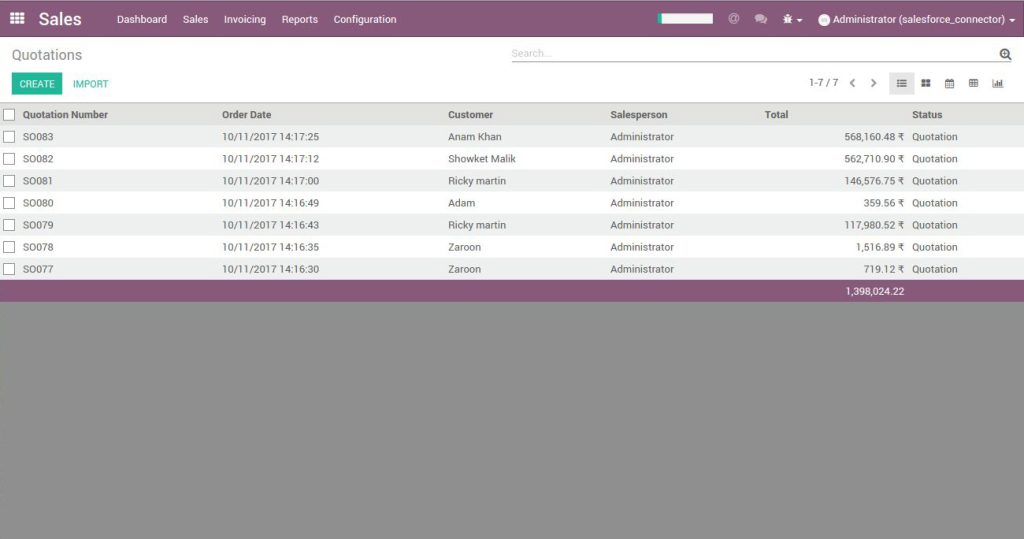 Sales Dashboard Sales Invoicing Reports Configuration @ Administrator (salesforce_connector)
Quotations Search...
CREATE IMPORT 1-7 / 7
Quotation Number Order Date Customer Salesperson Total Status
SO083 10/11/2017 14:17:25 Anam Khan Administrator 568,160.48 ₹ Quotation
SO082 10/11/2017 14:17:12 Showket Malik Administrator 562,710.90 ₹ Quotation
SO081 10/11/2017 14:17:00 Ricky martin Administrator 146,576.75 ₹ Quotation
SO080 10/11/2017 14:16:49 Adam Administrator 359.56 ₹ Quotation
SO079 10/11/2017 14:16:43 Ricky martin Administrator 117,980.52 ₹ Quotation
SO078 10/11/2017 14:16:35 Zaroon Administrator 1,516.89 ₹ Quotation
SO077 10/11/2017 14:16:30 Zaroon Administrator 719.12 ₹ Quotation
1,398,024.22